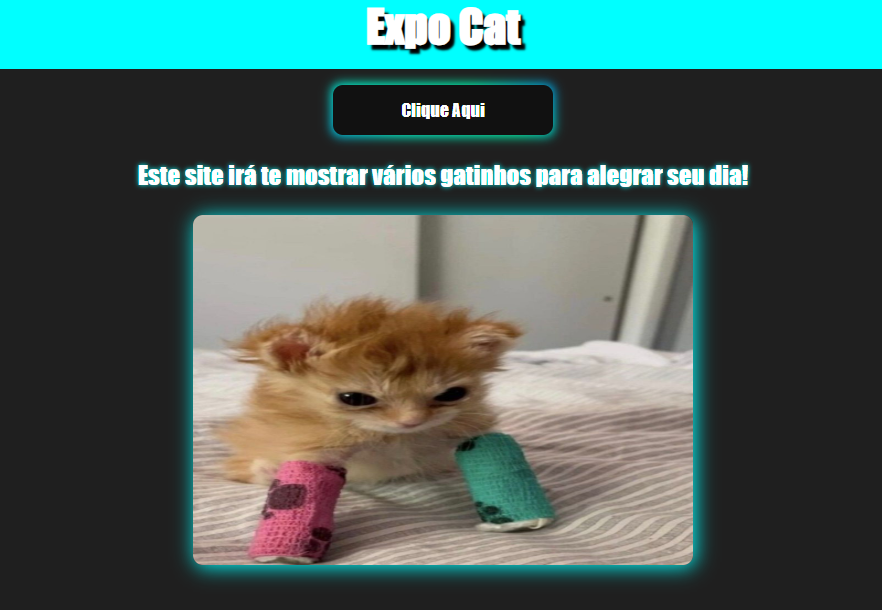 Expo Cat
Clique Aqui
Este site irá te mostrar vários gatinhos para alegrar seu dia!